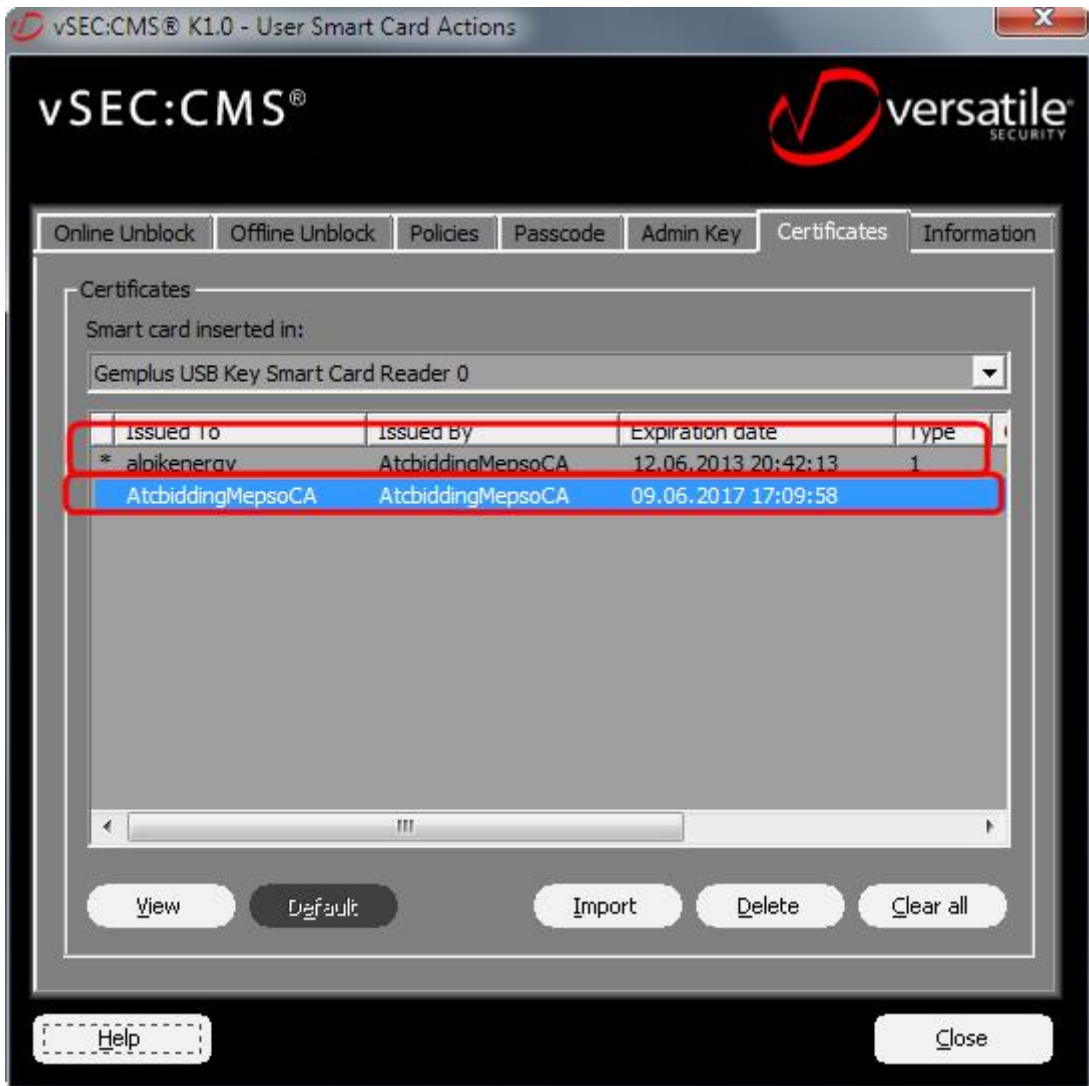 vSEC:CMS® K1.0 - User Smart Card Actions
vSEC:CMS®
versatile®
SECURITY
Online Unblock Offline Unblock Policies Passcode Admin Key Certificates Information
Certificates
Smart card inserted in:
Gemplus USB Key Smart Card Reader 0
Issued To Issued By Expiration date Type
* alpikenergy AtcbiddingMepsoCA 12.06.2013 20:42:13 1
AtcbiddingMepsoCA AtcbiddingMepsoCA 09.06.2017 17:09:58
View Default Import Delete Clear all
Help Close